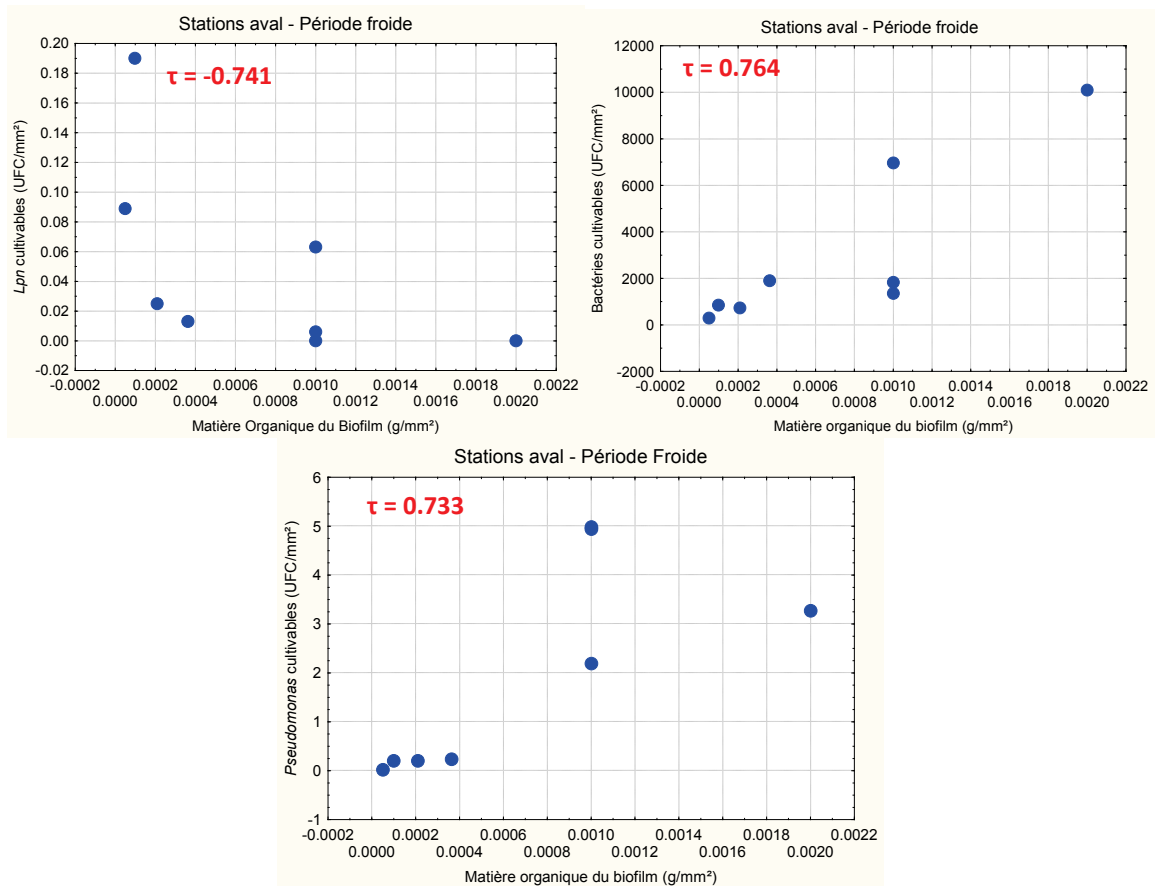 Stations aval - Période froide
τ = -0.741
Lpn cultivables (UFC/mm²)
0.20
0.18
0.16
0.14
0.12
0.10
0.08
0.06
0.04
0.02
0.00
-0.02
-0.0002 0.0002 0.0006 0.0010 0.0014 0.0018 0.0022
0.0000 0.0004 0.0008 0.0012 0.0016 0.0020
Matière Organique du Biofilm (g/mm²)
Stations aval - Période froide
τ = 0.764
Bactéries cultivables (UFC/mm²)
12000
10000
8000
6000
4000
2000
0
-2000
-0.0002 0.0002 0.0006 0.0010 0.0014 0.0018 0.0022
0.0000 0.0004 0.0008 0.0012 0.0016 0.0020
Matière organique du biofilm (g/mm²)
Stations aval - Période Froide
τ = 0.733
Pseudomonas cultivables (UFC/mm²)
6
5
4
3
2
1
0
-1
-0.0002 0.0002 0.0006 0.0010 0.0014 0.0018 0.0022
0.0000 0.0004 0.0008 0.0012 0.0016 0.0020
Matière organique du biofilm (g/mm²)